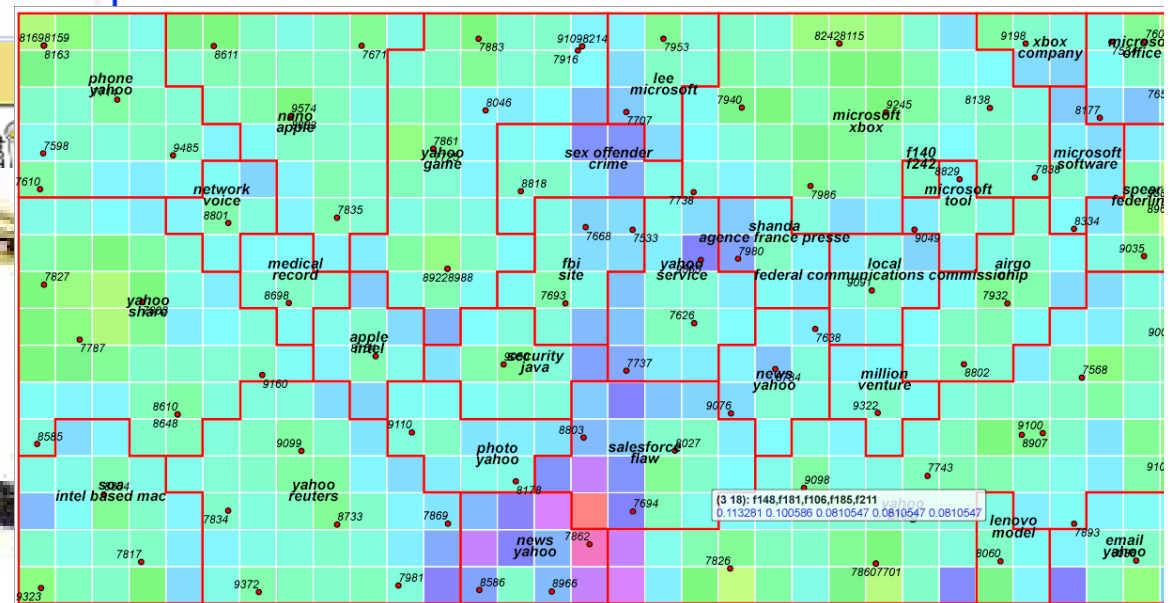 81698159
8163
8611
7671
7883
91098214
7916
7953
82428115
9198
xbox
company
office
phone
yahoo
nano
apple
9574
8046
lee
microsoft
7707
7940
microsoft
xbox
9245
8138
8177
7598
9485
7861
yahoo
game
sex offender
crime
f140
f242
microsoft
software
7610
network
voice
8801
7835
8818
7738
7986
8829
microsoft
tool
7838
7668
7533
shanda
agence france presse
7980
9049
8334
9035
7827
medical
record
8698
89228988
fbi
site
7693
yahoo
service
local
federal communications commission
9091
airgo
chip
7932
yahoo
share
7787
apple
intel
9160
security
java
7626
7737
7638
news
yahoo
million
venture
9322
8802
7568
8610
8648
8585
9099
9110
photo
yahoo
8178
8803
salesforce
flaw
8027
9076
9100
8907
intel based mac
yahoo
reuters
7834
8733
7869
7694
9098
7743
(3 18): f148,f181,f106,f185,f211
0.113281 0.100586 0.0810547 0.0810547 0.0810547
lenovo
model
7893
7817
news
yahoo
7862
7826
78607701
8060
email
yahoo
9323
9372
7981
8586
8966